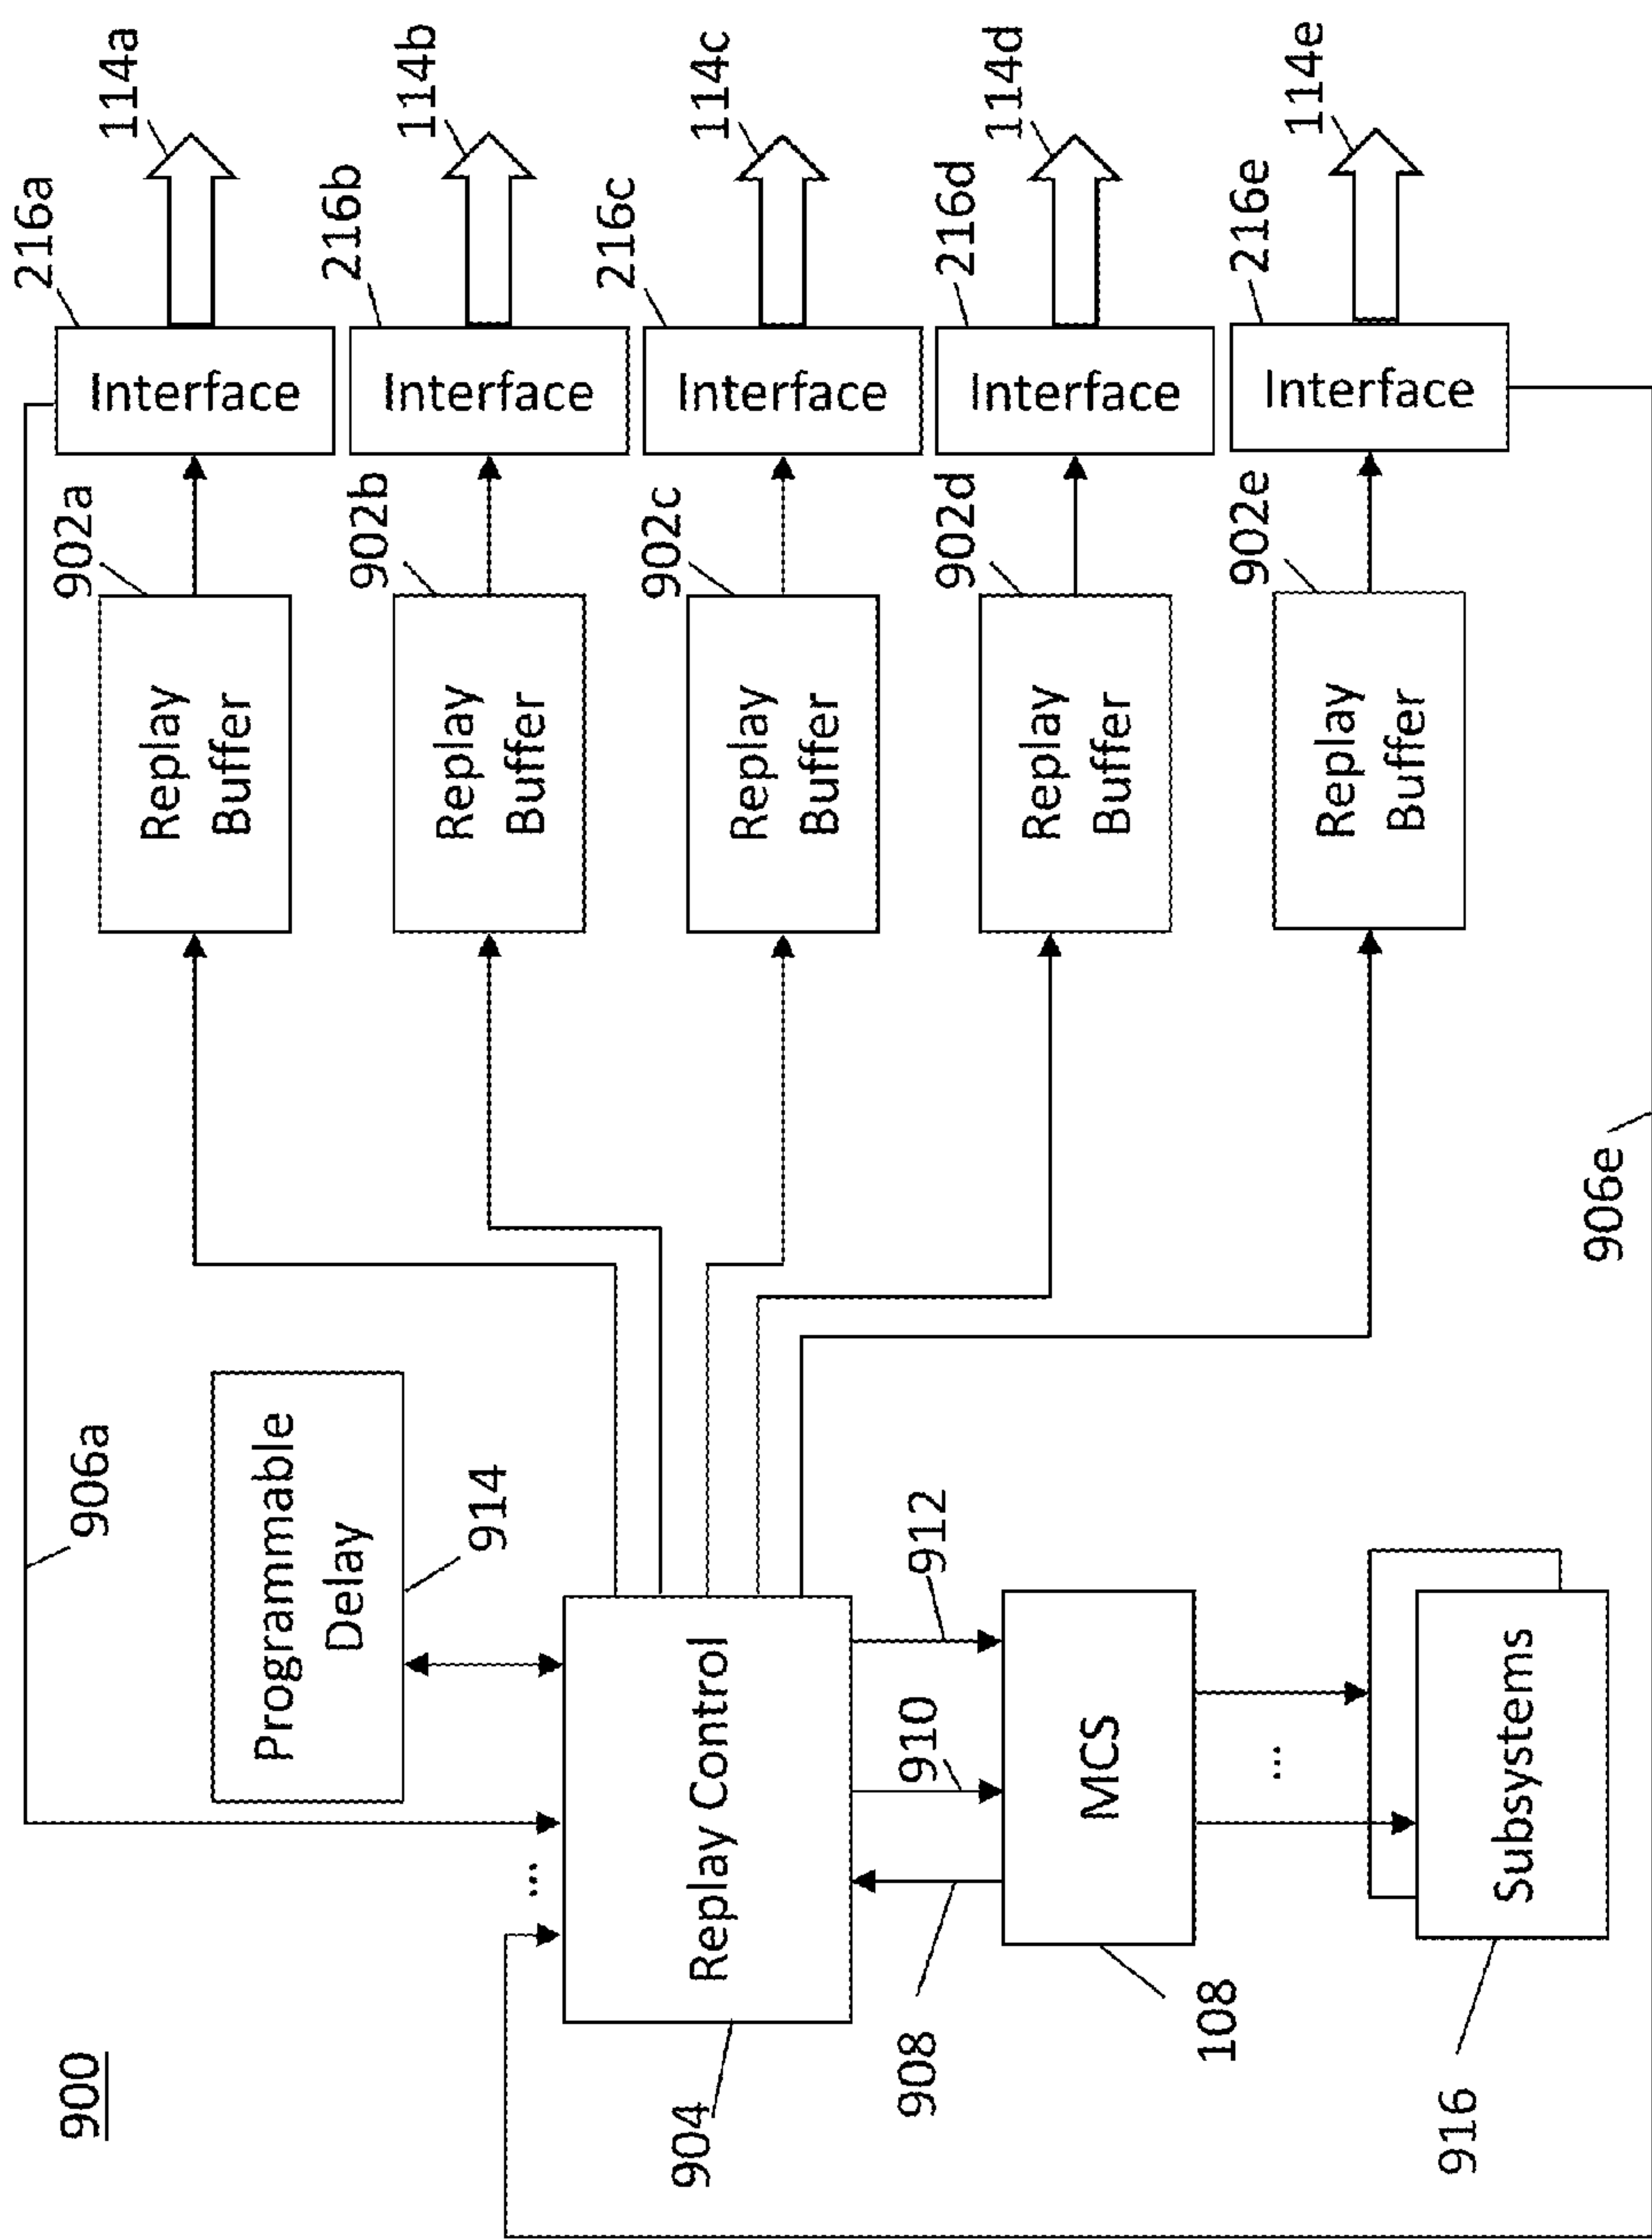 900
906a
Programmable
Delay
914
...
Replay Control
904
908
910
912
MCS
108
...
Subsystems
916
906e
Replay
Buffer
902a
Interface
216a
114a
Replay
Buffer
902b
Interface
216b
114b
Replay
Buffer
902c
Interface
216c
114c
Replay
Buffer
902d
Interface
216d
114d
Replay
Buffer
902e
Interface
216e
114e